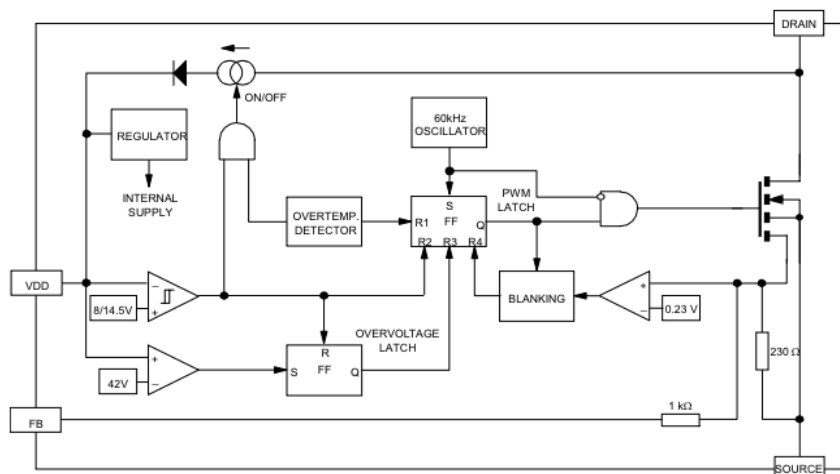 DRAIN
ON/OFF
REGULATOR
60kHz
OSCILLATOR
INTERNAL
SUPPLY
PWM
LATCH
OVERTEMP.
DETECTOR
S
R1 FF Q
R2 R3 R4
VDD
8/14.5V
−
+
BLANKING
+
−
0.23 V
OVERVOLTAGE
LATCH
R
S FF Q
230 Ω
+
−
42V
1 kΩ
FB
SOURCE